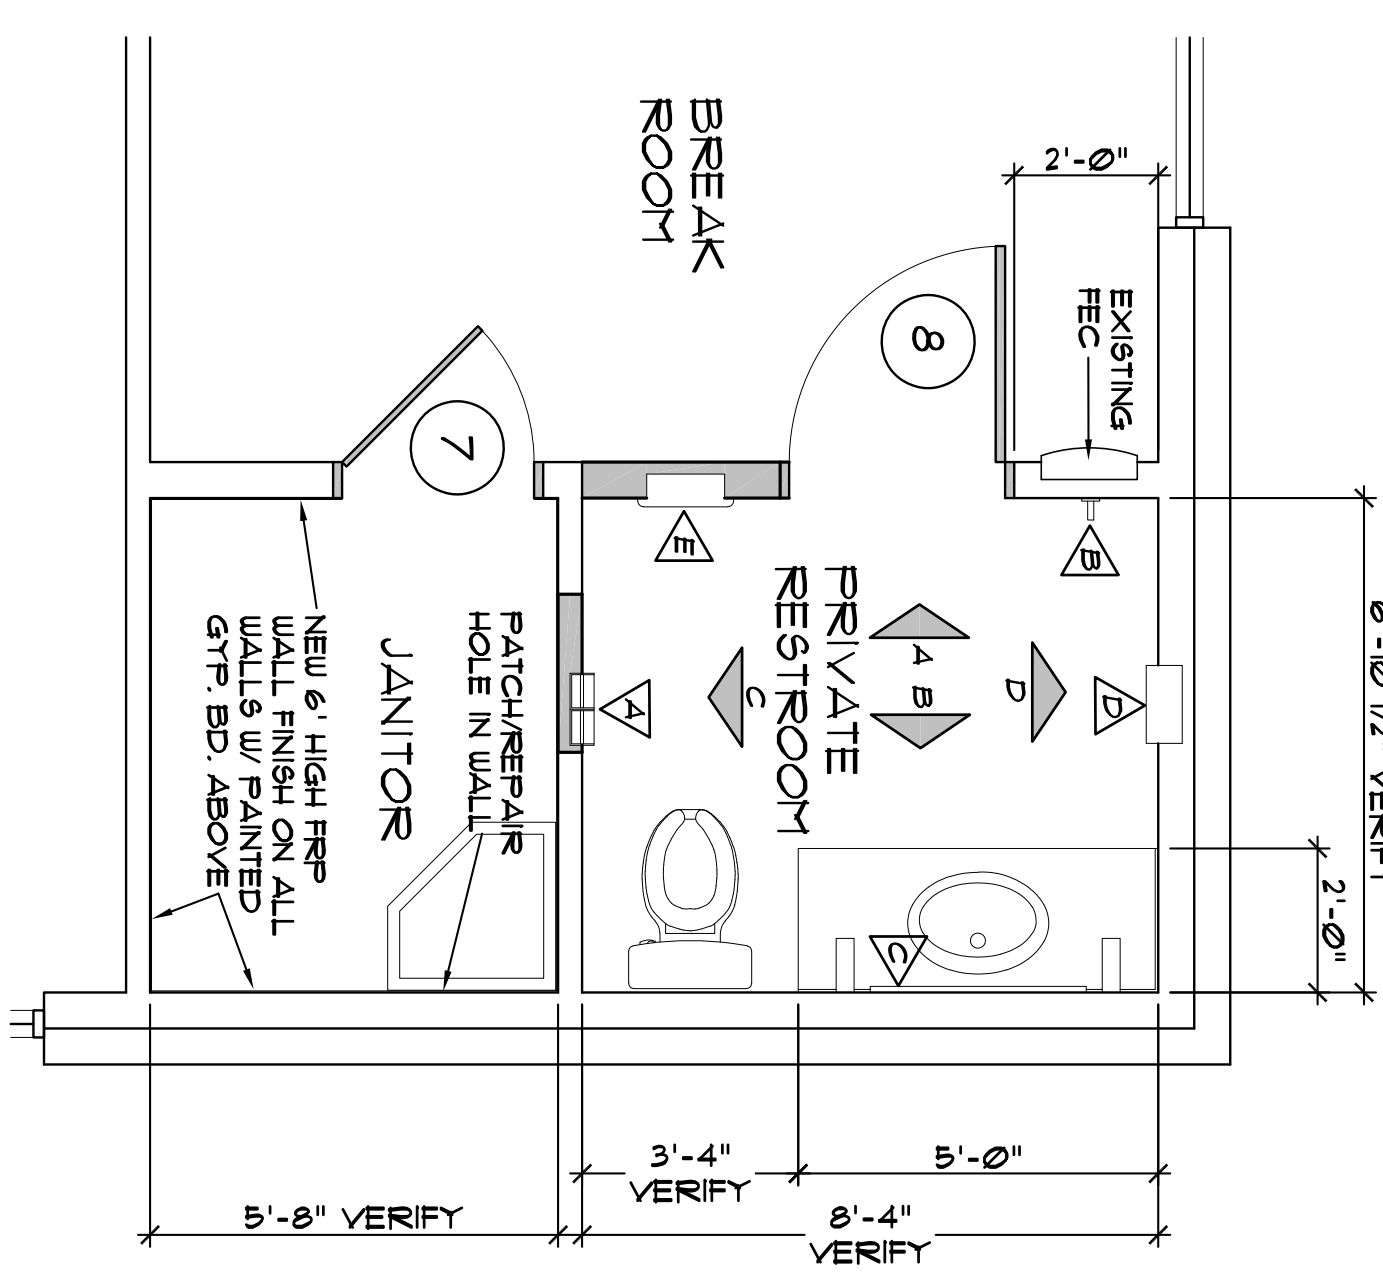 BREAK
ROOM
2'-0"
EXISTING
FEC
8
7
E
B
PRIVATE
RESTROOM
A
B
C
D
D
A
PATCH/REPAIR
HOLE IN WALL
JANITOR
NEW 6' HIGH FRP
WALL FINISH ON ALL
WALLS W/ PAINTED
GYP. BD. ABOVE
C
2'-0"
VERIFY
3'-4"
VERIFY
5'-0"
5'-8" VERIFY
8'-4"
VERIFY